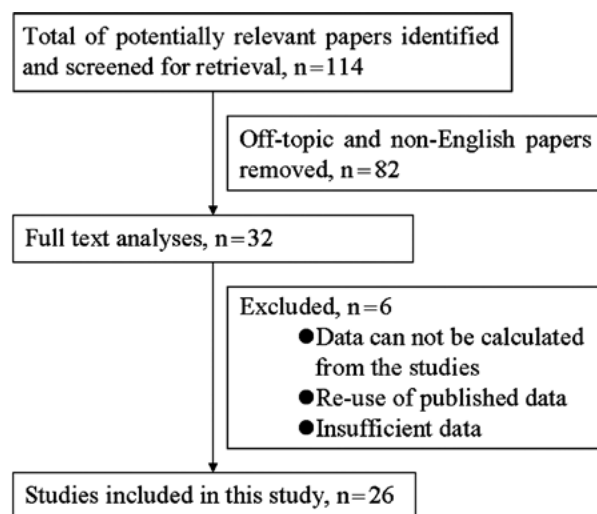 Total of potentially relevant papers identified
and screened for retrieval, n=114
Off-topic and non-English papers
removed, n=82
Full text analyses, n=32
Excluded, n=6
●Data can not be calculated
from the studies
●Re-use of published data
●Insufficient data
Studies included in this study, n=26